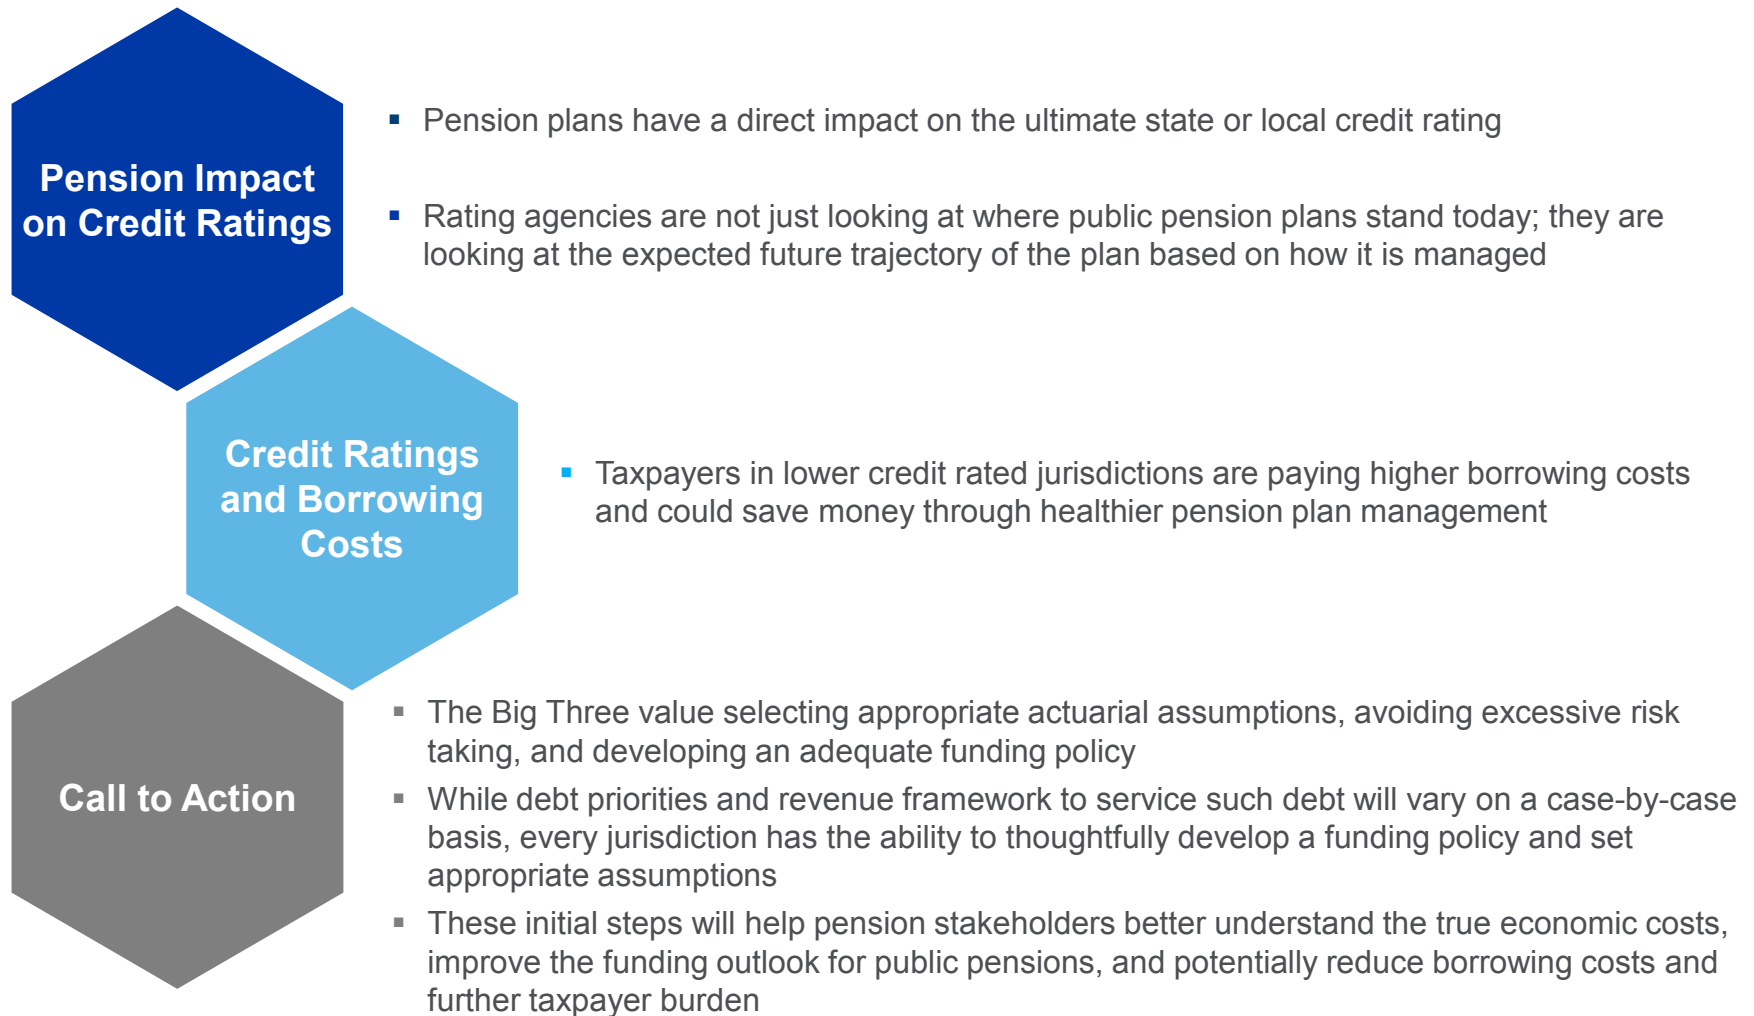 Pension Impact
on Credit Ratings
▪ Pension plans have a direct impact on the ultimate state or local credit rating
▪ Rating agencies are not just looking at where public pension plans stand today; they are
looking at the expected future trajectory of the plan based on how it is managed
Credit Ratings
and Borrowing
Costs
▪ Taxpayers in lower credit rated jurisdictions are paying higher borrowing costs
and could save money through healthier pension plan management
Call to Action
▪ The Big Three value selecting appropriate actuarial assumptions, avoiding excessive risk
taking, and developing an adequate funding policy
▪ While debt priorities and revenue framework to service such debt will vary on a case-by-case
basis, every jurisdiction has the ability to thoughtfully develop a funding policy and set
appropriate assumptions
▪ These initial steps will help pension stakeholders better understand the true economic costs,
improve the funding outlook for public pensions, and potentially reduce borrowing costs and
further taxpayer burden